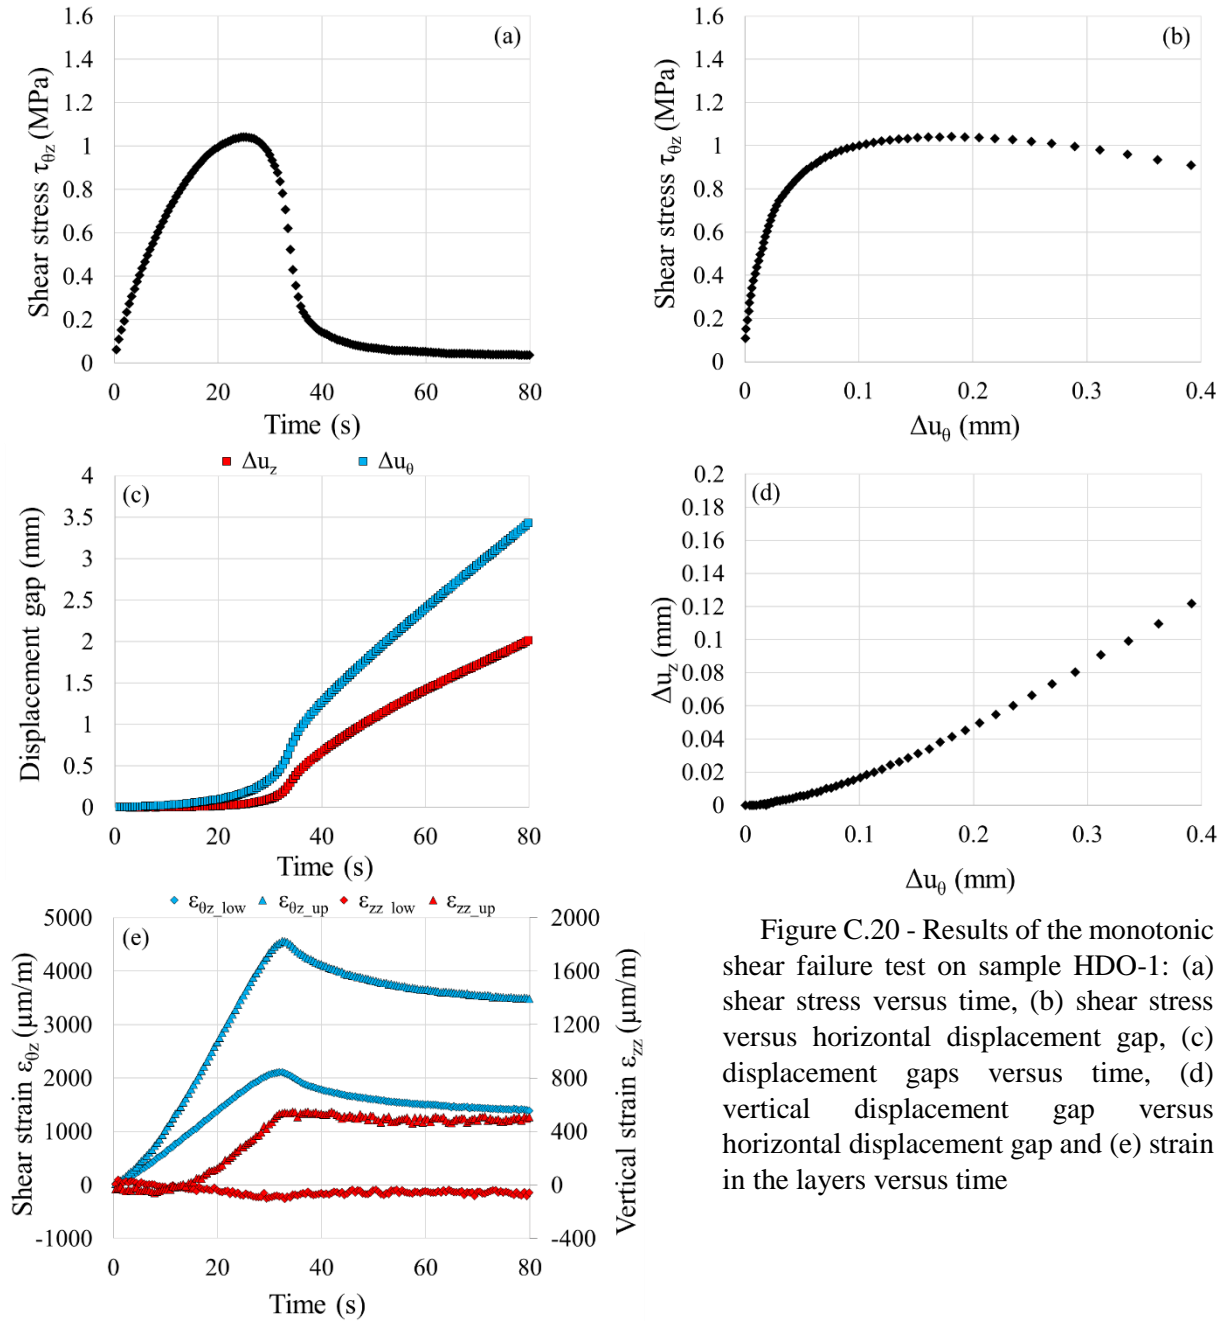 (a)
Shear stress τθz (MPa)
1.6
1.4
1.2
1
0.8
0.6
0.4
0.2
0
0 20 40 60 80
Time (s)
(b)
Shear stress τθz (MPa)
1.6
1.4
1.2
1
0.8
0.6
0.4
0.2
0
0 0.1 0.2 0.3 0.4
Δuθ (mm)
Δuz Δuθ
(c)
Displacement gap (mm)
4
3.5
3
2.5
2
1.5
1
0.5
0
0 20 40 60 80
Time (s)
(d)
Δuz (mm)
0.2
0.18
0.16
0.14
0.12
0.1
0.08
0.06
0.04
0.02
0
0 0.1 0.2 0.3 0.4
Δuθ (mm)
εθz_low εθz_up εzz_low εzz_up
(e)
Shear strain εθz (μm/m)
5000
4000
3000
2000
1000
0
-1000
2000
1600
1200
800
400
0
-400
Vertical strain εzz (μm/m)
0 20 40 60 80
Time (s)
Figure C.20 - Results of the monotonic
shear failure test on sample HDO-1: (a)
shear stress versus time, (b) shear stress
versus horizontal displacement gap, (c)
displacement gaps versus time, (d)
vertical displacement gap versus
horizontal displacement gap and (e) strain
in the layers versus time